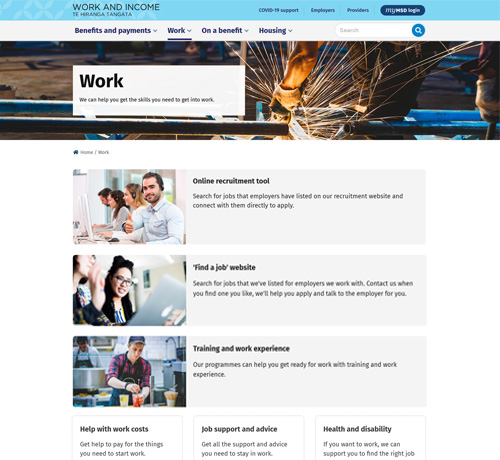 WORK AND INCOME
TE HIRANGA TANGATA
COVID-19 support
Employers
Providers
myMSD login
Benefits and payments
Work
On a benefit
Housing
Search
Work
We can help you get the skills you need to get into work.
Home / Work
Online recruitment tool
Search for jobs that employers have listed on our recruitment website and
connect with them directly to apply.
'Find a job' website
Search for jobs that we've listed for employers we work with. Contact us when
you find one you like, we'll help you apply and talk to the employer for you.
Training and work experience
Our programmes can help you get ready for work with training and work
experience.
Help with work costs
Get help to pay for the things
you need to start work.
Job support and advice
Get all the support and advice
you need to stay in work.
Health and disability
If you want to work, we can
support you to find the right job